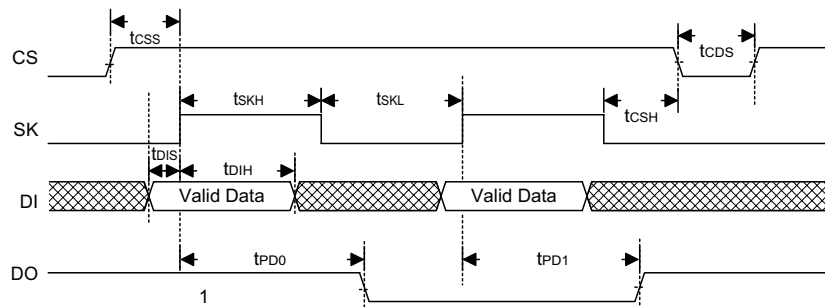 tCSS
tCDS
CS
tSKH
tSKL
tCSH
SK
tDIS
tDIH
DI
Valid Data
Valid Data
tPD0
tPD1
DO
1